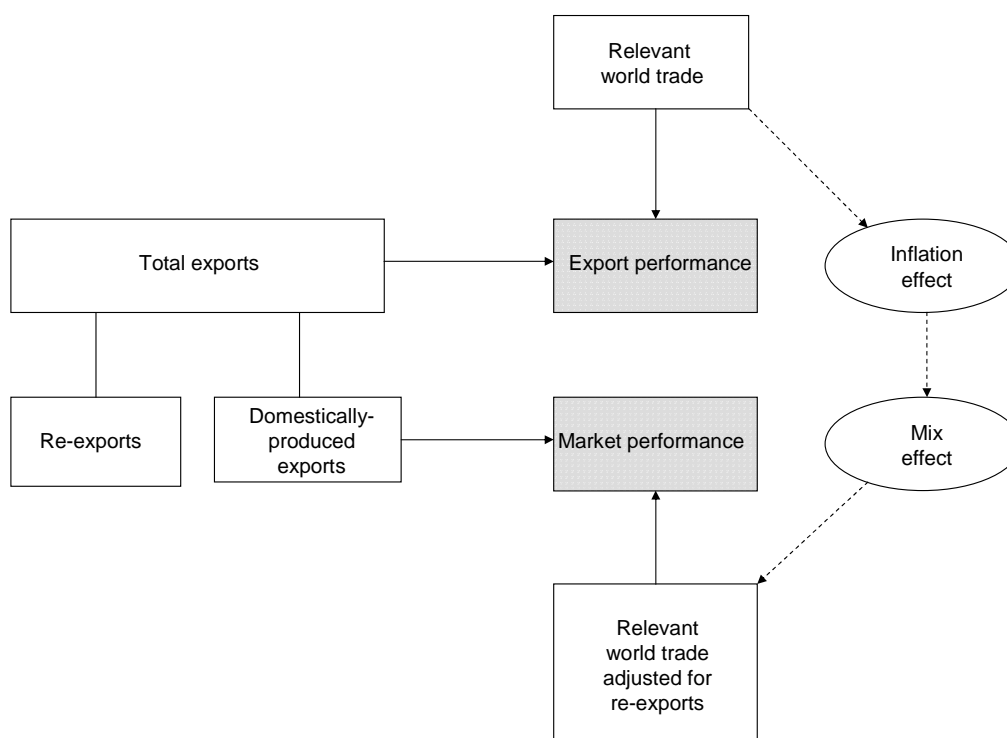 Relevant
world trade
Total exports
Export performance
Inflation
effect
Re-exports
Domestically-
produced
exports
Market performance
Mix
effect
Relevant
world trade
adjusted for
re-exports